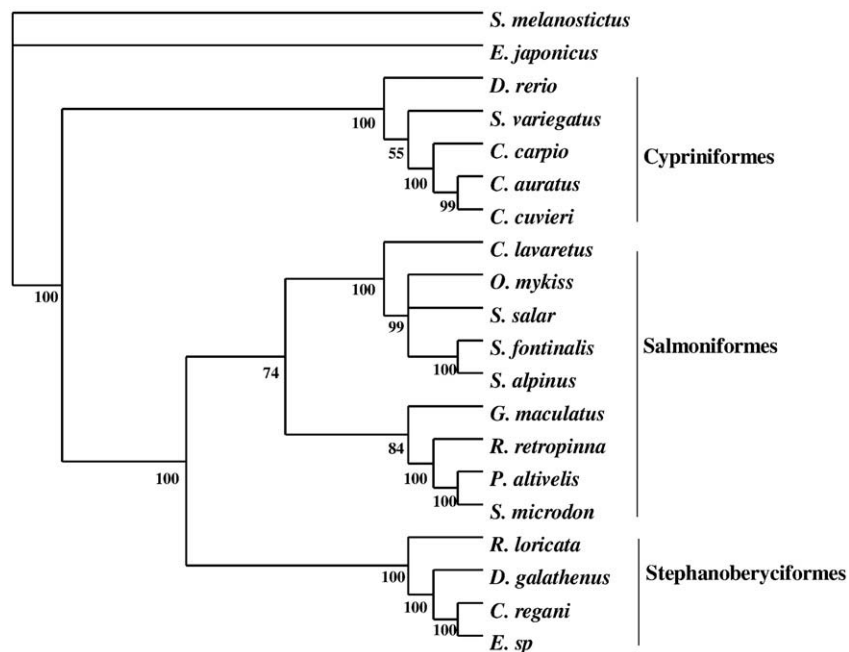 S. melanostictus
E. japonicus
D. rerio
100
S. variegatus
55
C. carpio
Cypriniformes
100
C. auratus
99
C. cuvieri
C. lavaretus
100
O. mykiss
100
S. salar
99
S. fontinalis
Salmoniformes
100
S. alpinus
74
G. maculatus
84
R. retropinna
100
P. altivelis
100
100
S. microdon
R. loricata
100
D. galathenus
Stephanoberyciformes
100
C. regani
100
E. sp